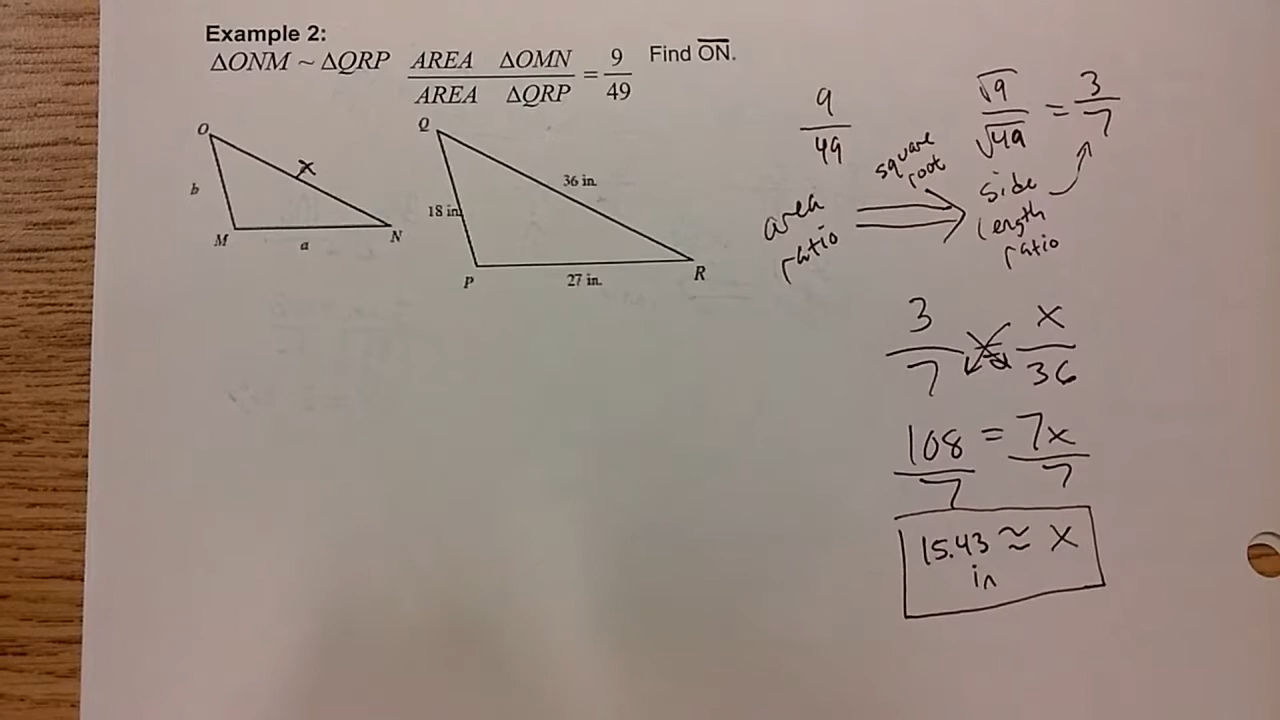 Example 2:
ΔONM ~ ΔQRP AREA ΔOMN / AREA ΔQRP = 9/49 Find O̅N̅.
O
x
b
M
a
N
Q
36 in.
18 in.
P
27 in.
R
9/49
square
root
√9/√49 = 3/7
area
ratio
side
length
ratio
3/7 = x/36
108/7 = 7x/7
15.43 ≈ x
in